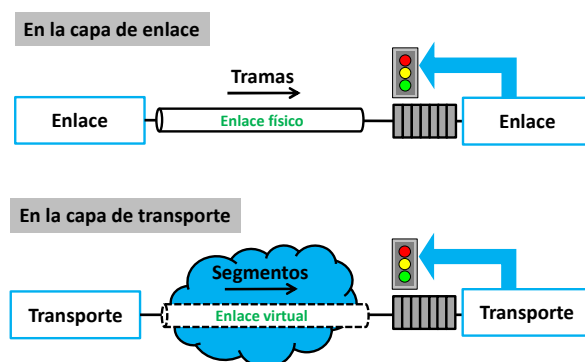 En la capa de enlace
Tramas
Enlace
Enlace físico
Enlace
En la capa de transporte
Segmentos
Transporte
Enlace virtual
Transporte